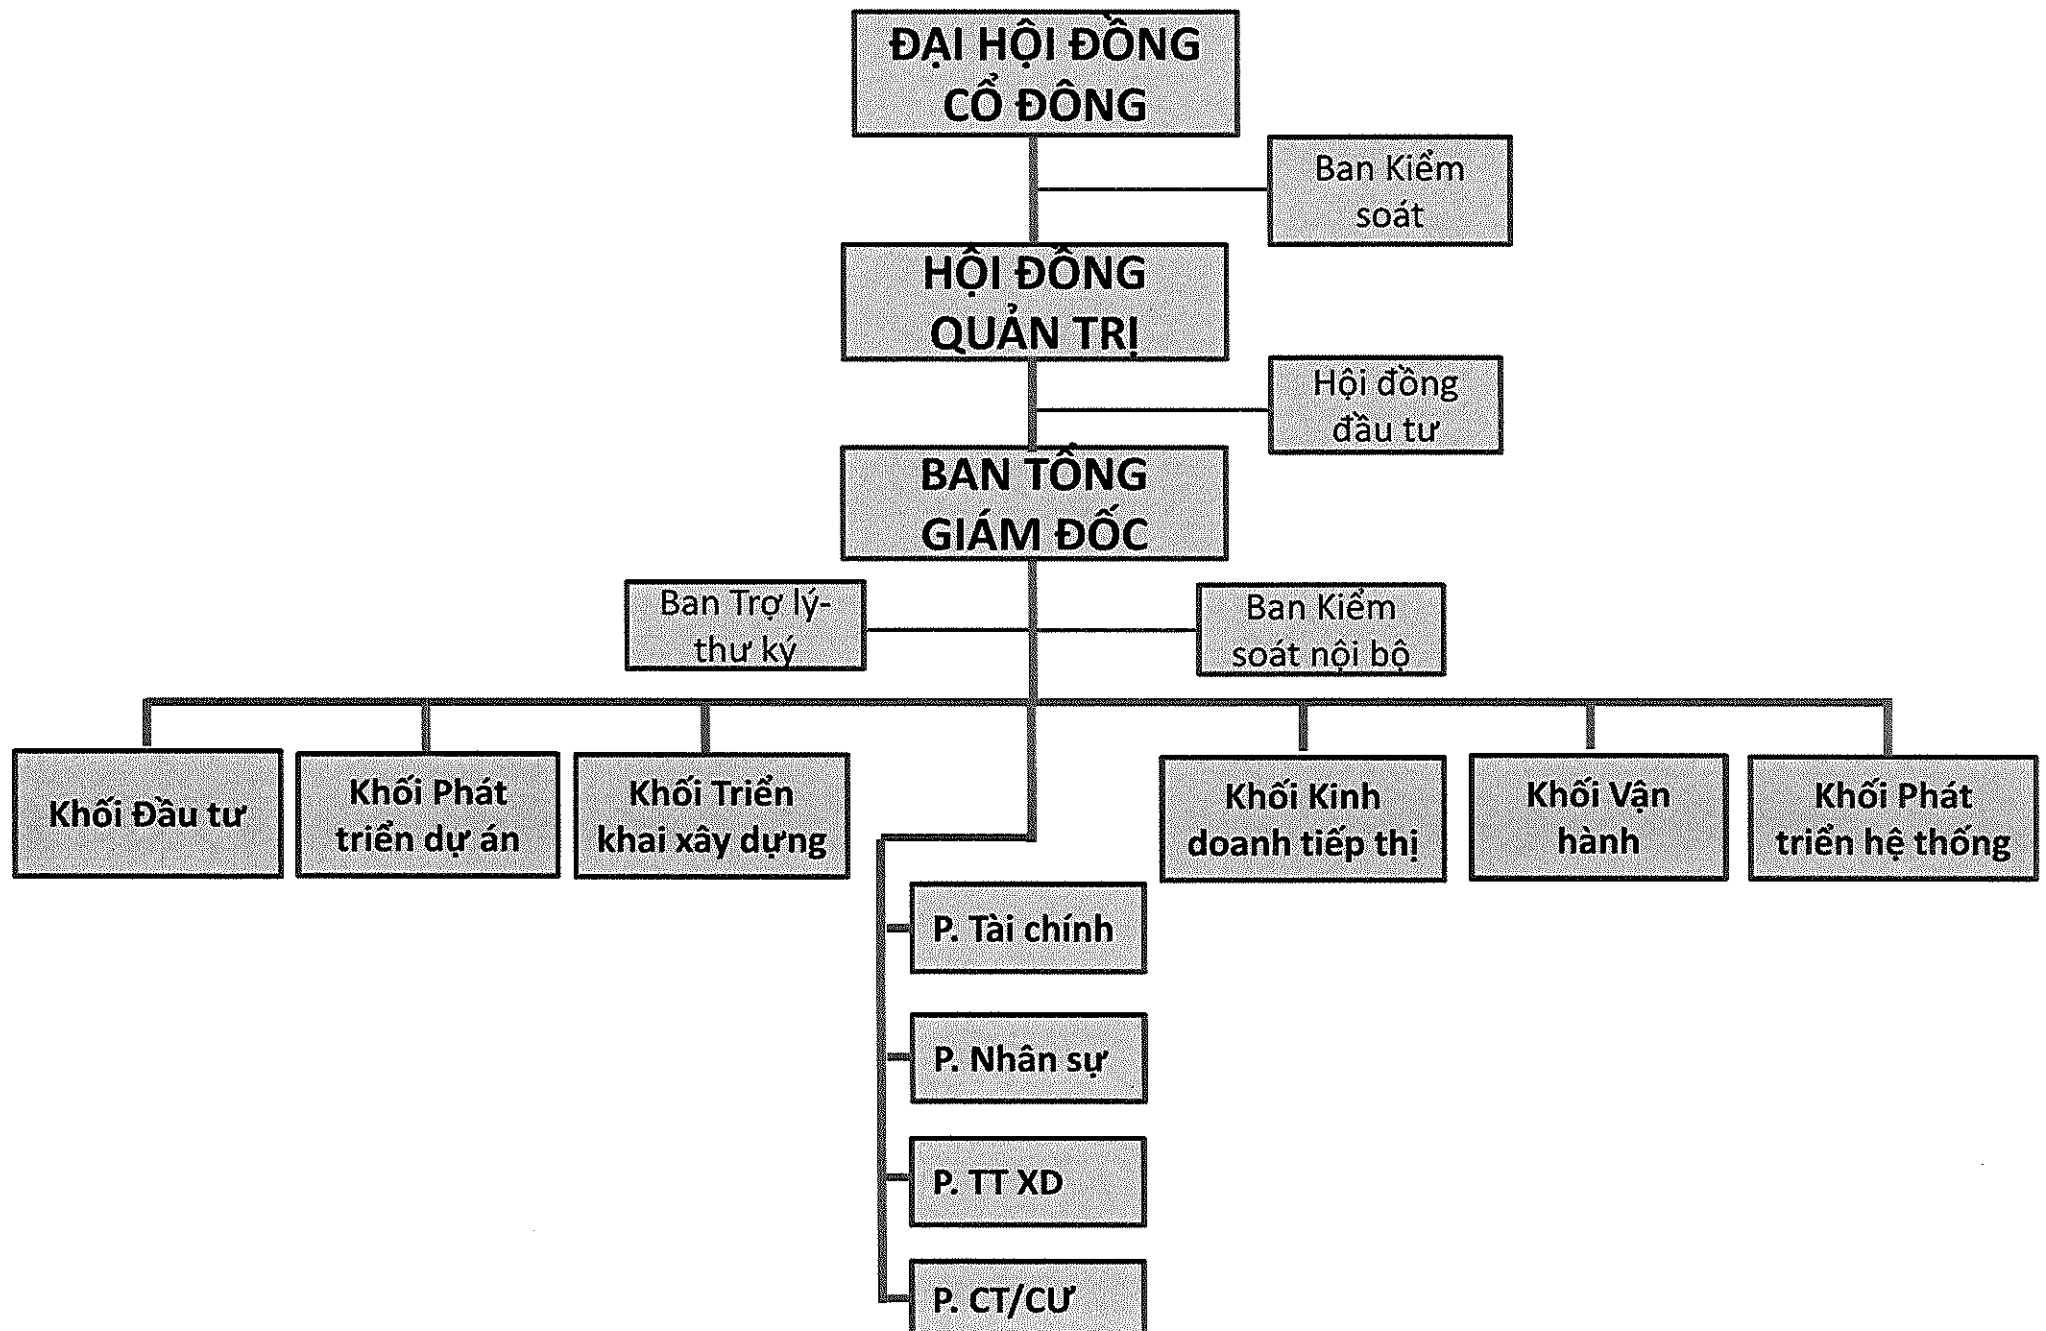 ĐẠI HỘI ĐỒNG
CỔ ĐÔNG
Ban Kiểm
soát
HỘI ĐỒNG
QUẢN TRỊ
Hội đồng
đầu tư
BAN TỔNG
GIÁM ĐỐC
Ban Trợ lý-
thư ký
Ban Kiểm
soát nội bộ
Khối Đầu tư
Khối Phát
triển dự án
Khối Triển
khai xây dựng
Khối Kinh
doanh tiếp thị
Khối Vận
hành
Khối Phát
triển hệ thống
P. Tài chính
P. Nhân sự
P. TT XD
P. CT/CƯ